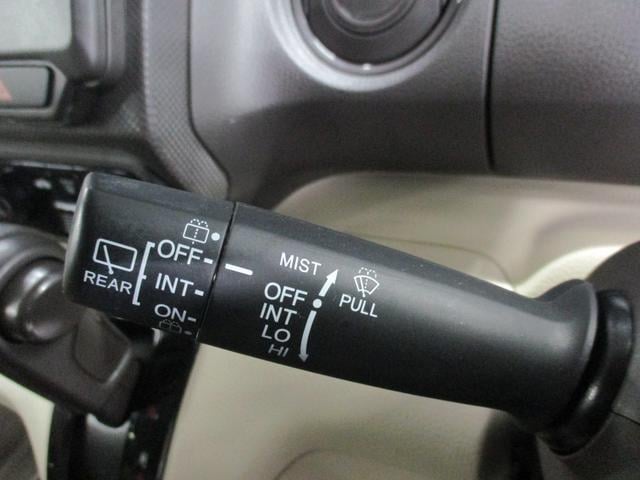 REAR
OFF
INT
ON
MIST
OFF
INT
LO
HI
PULL